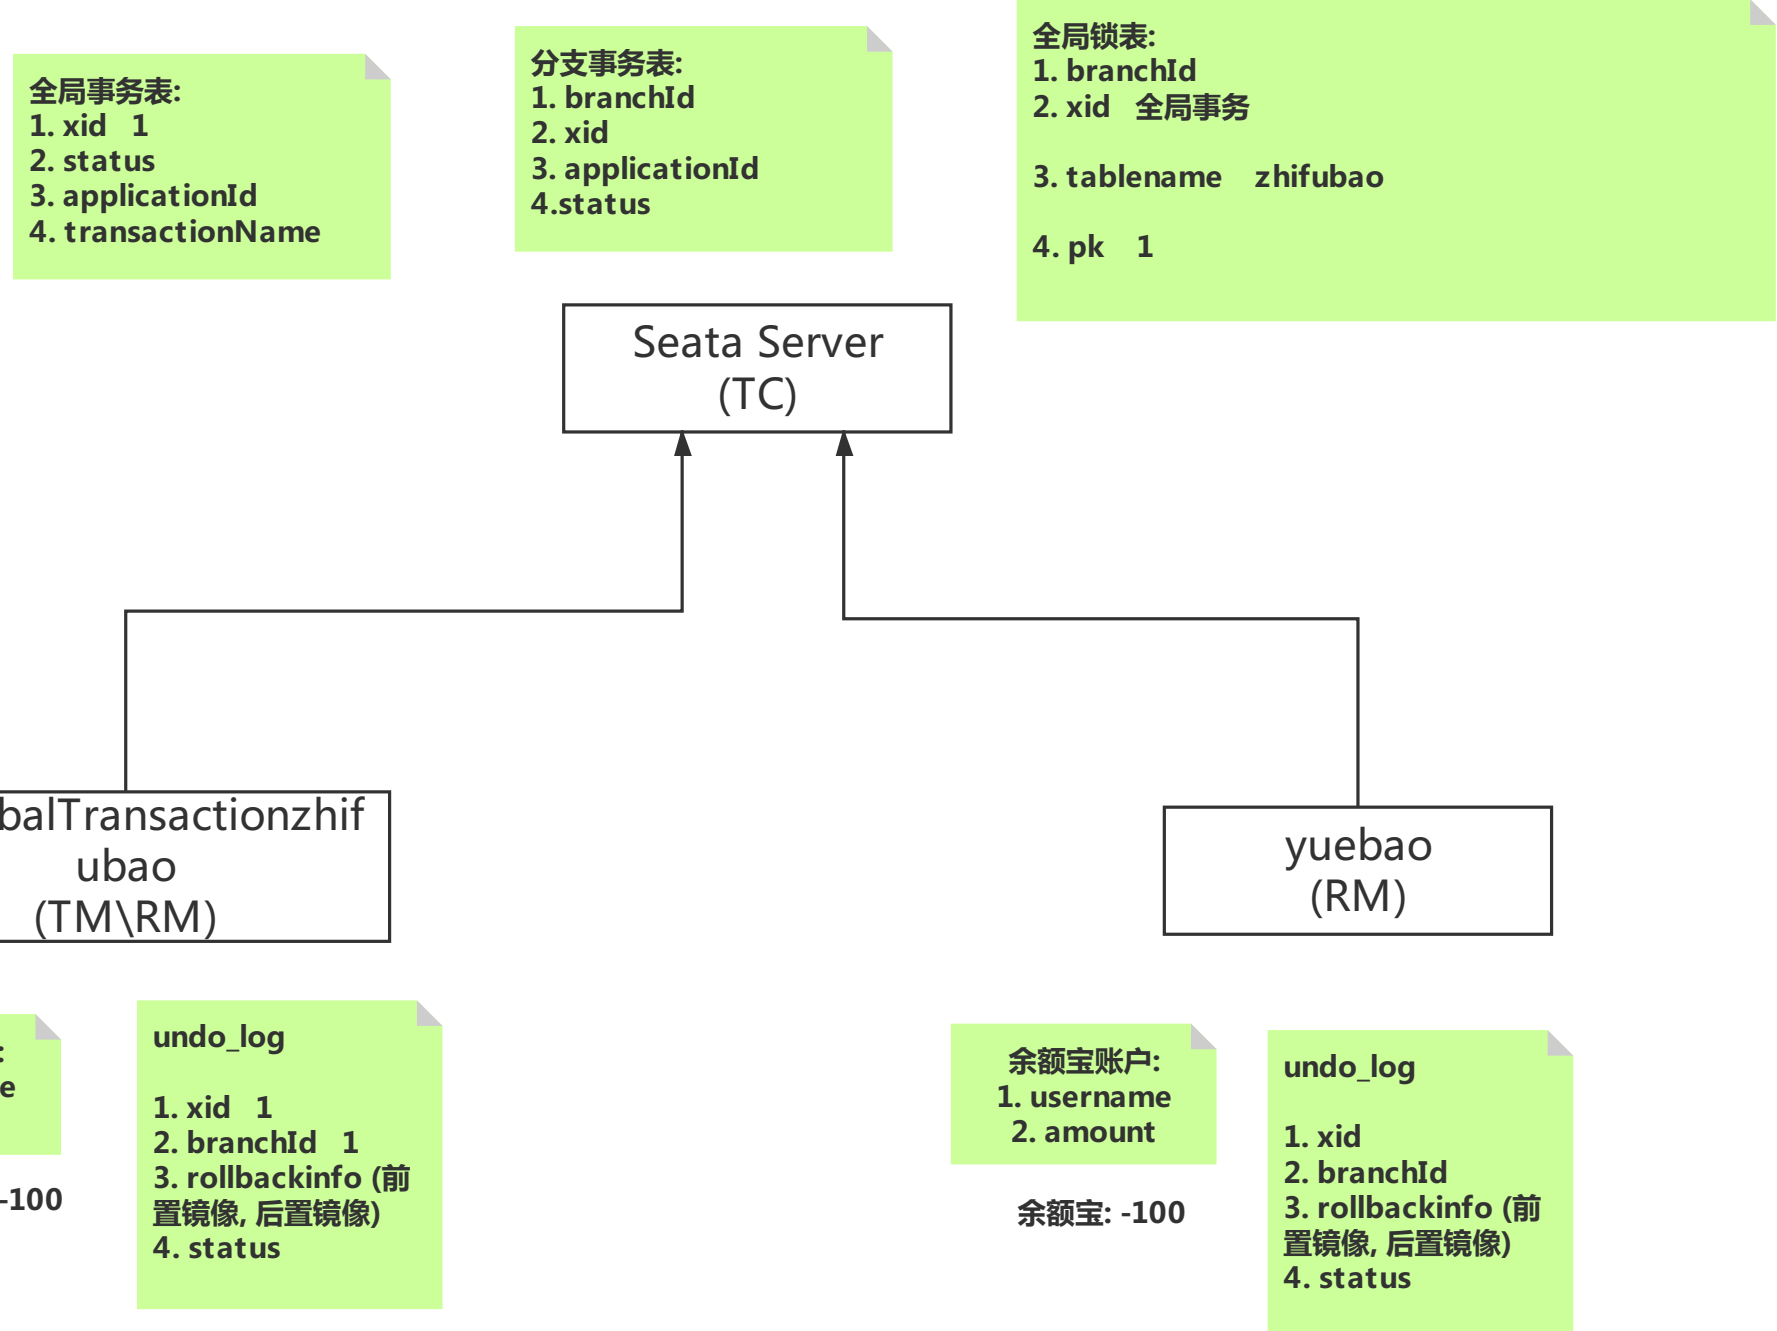 全局事务表:
1. xid 1
2. status
3. applicationId
4. transactionName
分支事务表:
1. branchId
2. xid
3. applicationId
4.status
全局锁表:
1. branchId
2. xid 全局事务
3. tablename zhifubao
4. pk 1
Seata Server
(TC)
balTransactionzhif
ubao
(TM\RM)
yuebao
(RM)
:
e
-100
undo_log
1. xid 1
2. branchId 1
3. rollbackinfo (前
置镜像, 后置镜像)
4. status
余额宝账户:
1. username
2. amount
余额宝: -100
undo_log
1. xid
2. branchId
3. rollbackinfo (前
置镜像, 后置镜像)
4. status